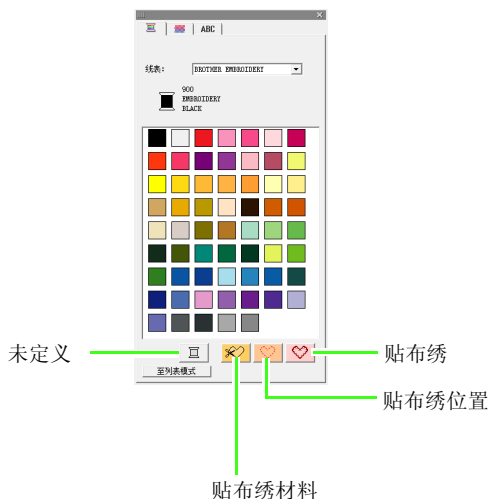 ABC
线表:
BROTHER EMBROIDERY
900
EMBROIDERY
BLACK
未定义
贴布绣
至列表模式
贴布绣位置
贴布绣材料